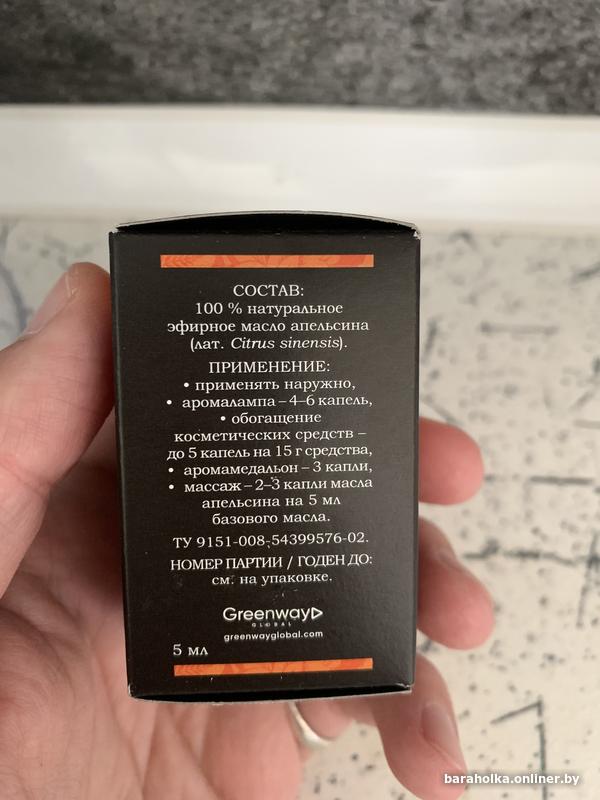 СОСТАВ:
100 % натуральное
эфирное масло апельсина
(лат. Citrus sinensis).
ПРИМЕНЕНИЕ:
• применять наружно,
• аромалампа – 4–6 капель,
• обогащение
косметических средств –
до 5 капель на 15 г средства,
• аромамедальон – 3 капли,
• массаж – 2–3 капли масла
апельсина на 5 мл
базового масла.
ТУ 9151-008-54399576-02.
НОМЕР ПАРТИИ / ГОДЕН ДО:
см. на упаковке.
Greenway
GLOBAL
greenwayglobal.com
5 мл
baraholka.onliner.by